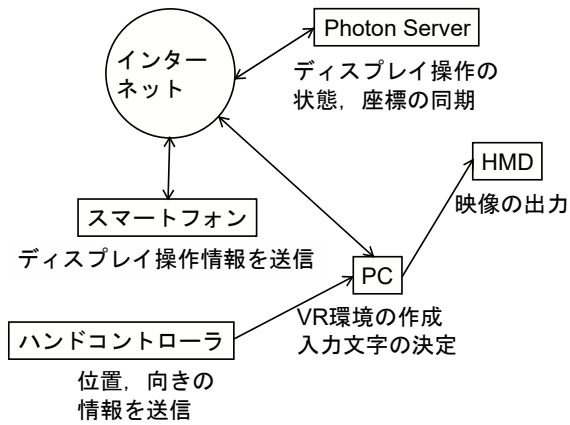 Photon Server
インター
ネット
ディスプレイ操作の
状態，座標の同期
HMD
映像の出力
スマートフォン
ディスプレイ操作情報を送信
PC
VR環境の作成
入力文字の決定
ハンドコントローラ
位置，向きの
情報を送信